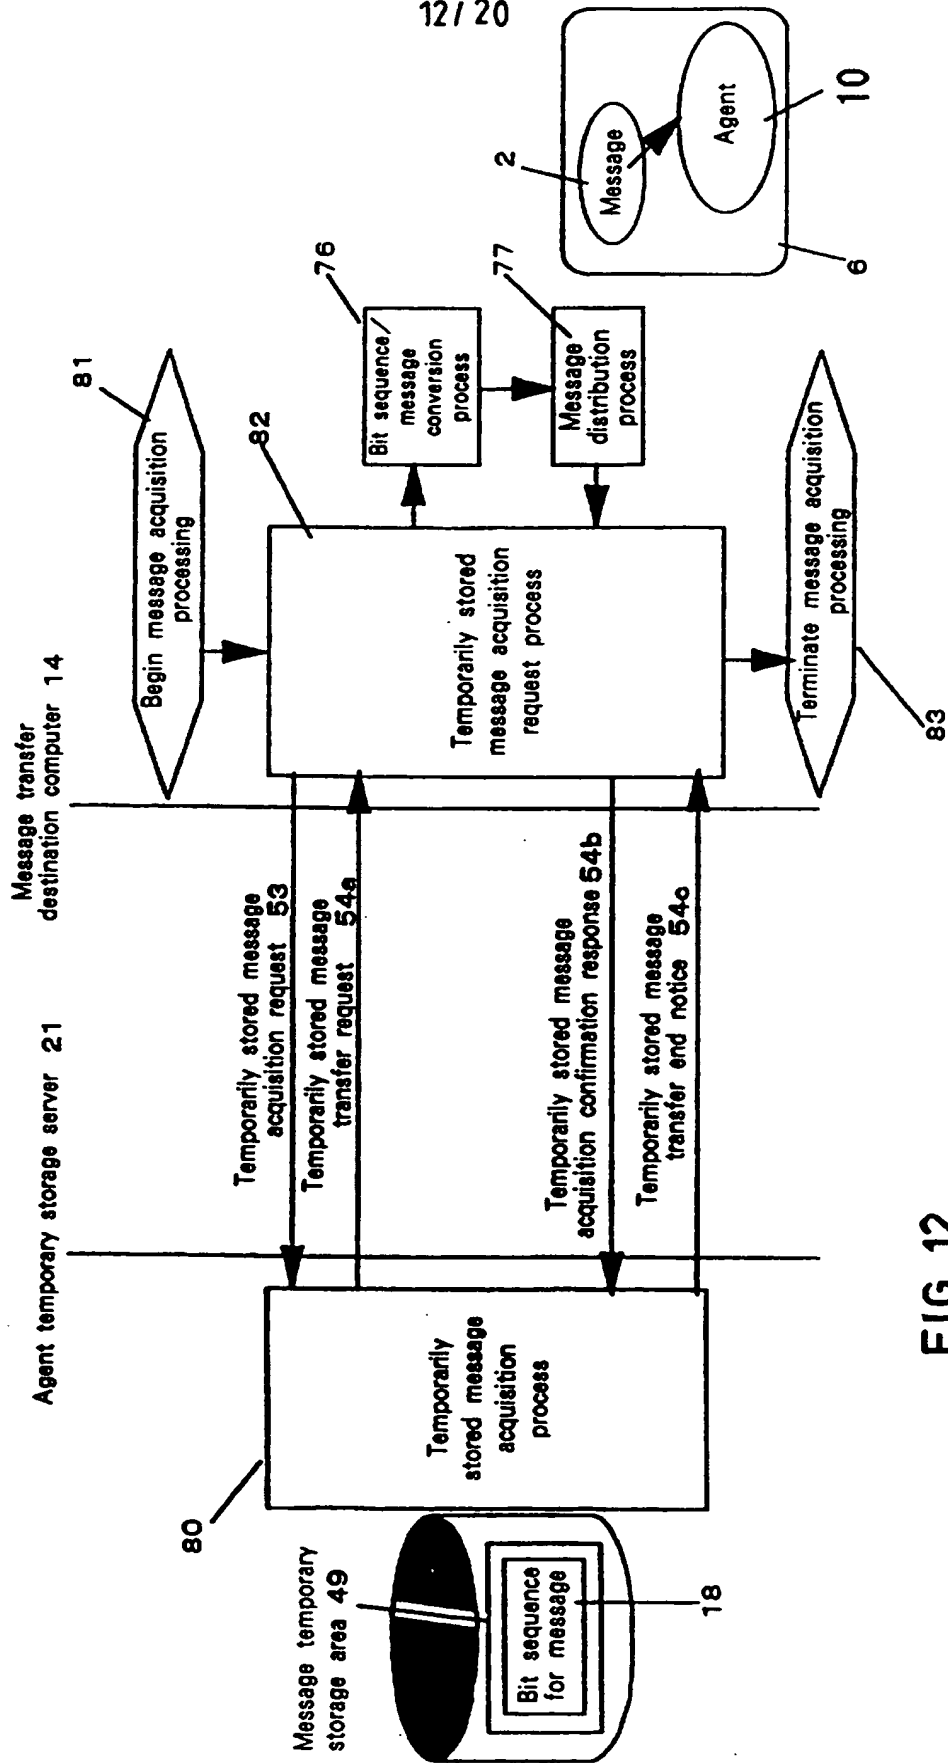 12/20
Agent temporary storage server 21
Message transfer
destination computer 14
Message temporary
storage area 49
Bit sequence
for message
18
80
Temporarily
stored message
acquisition
process
Temporarily stored message
acquisition request 53
Temporarily stored message
transfer request 54a
Temporarily stored message
acquisition confirmation response 54b
Temporarily stored message
transfer end notice 54c
81
Begin message acquisition
processing
82
Temporarily stored
message acquisition
request process
76
Bit sequence/
message
conversion
process
77
Message
distribution
process
Terminate message acquisition
processing
83
2
Message
Agent
10
6
FIG. 12